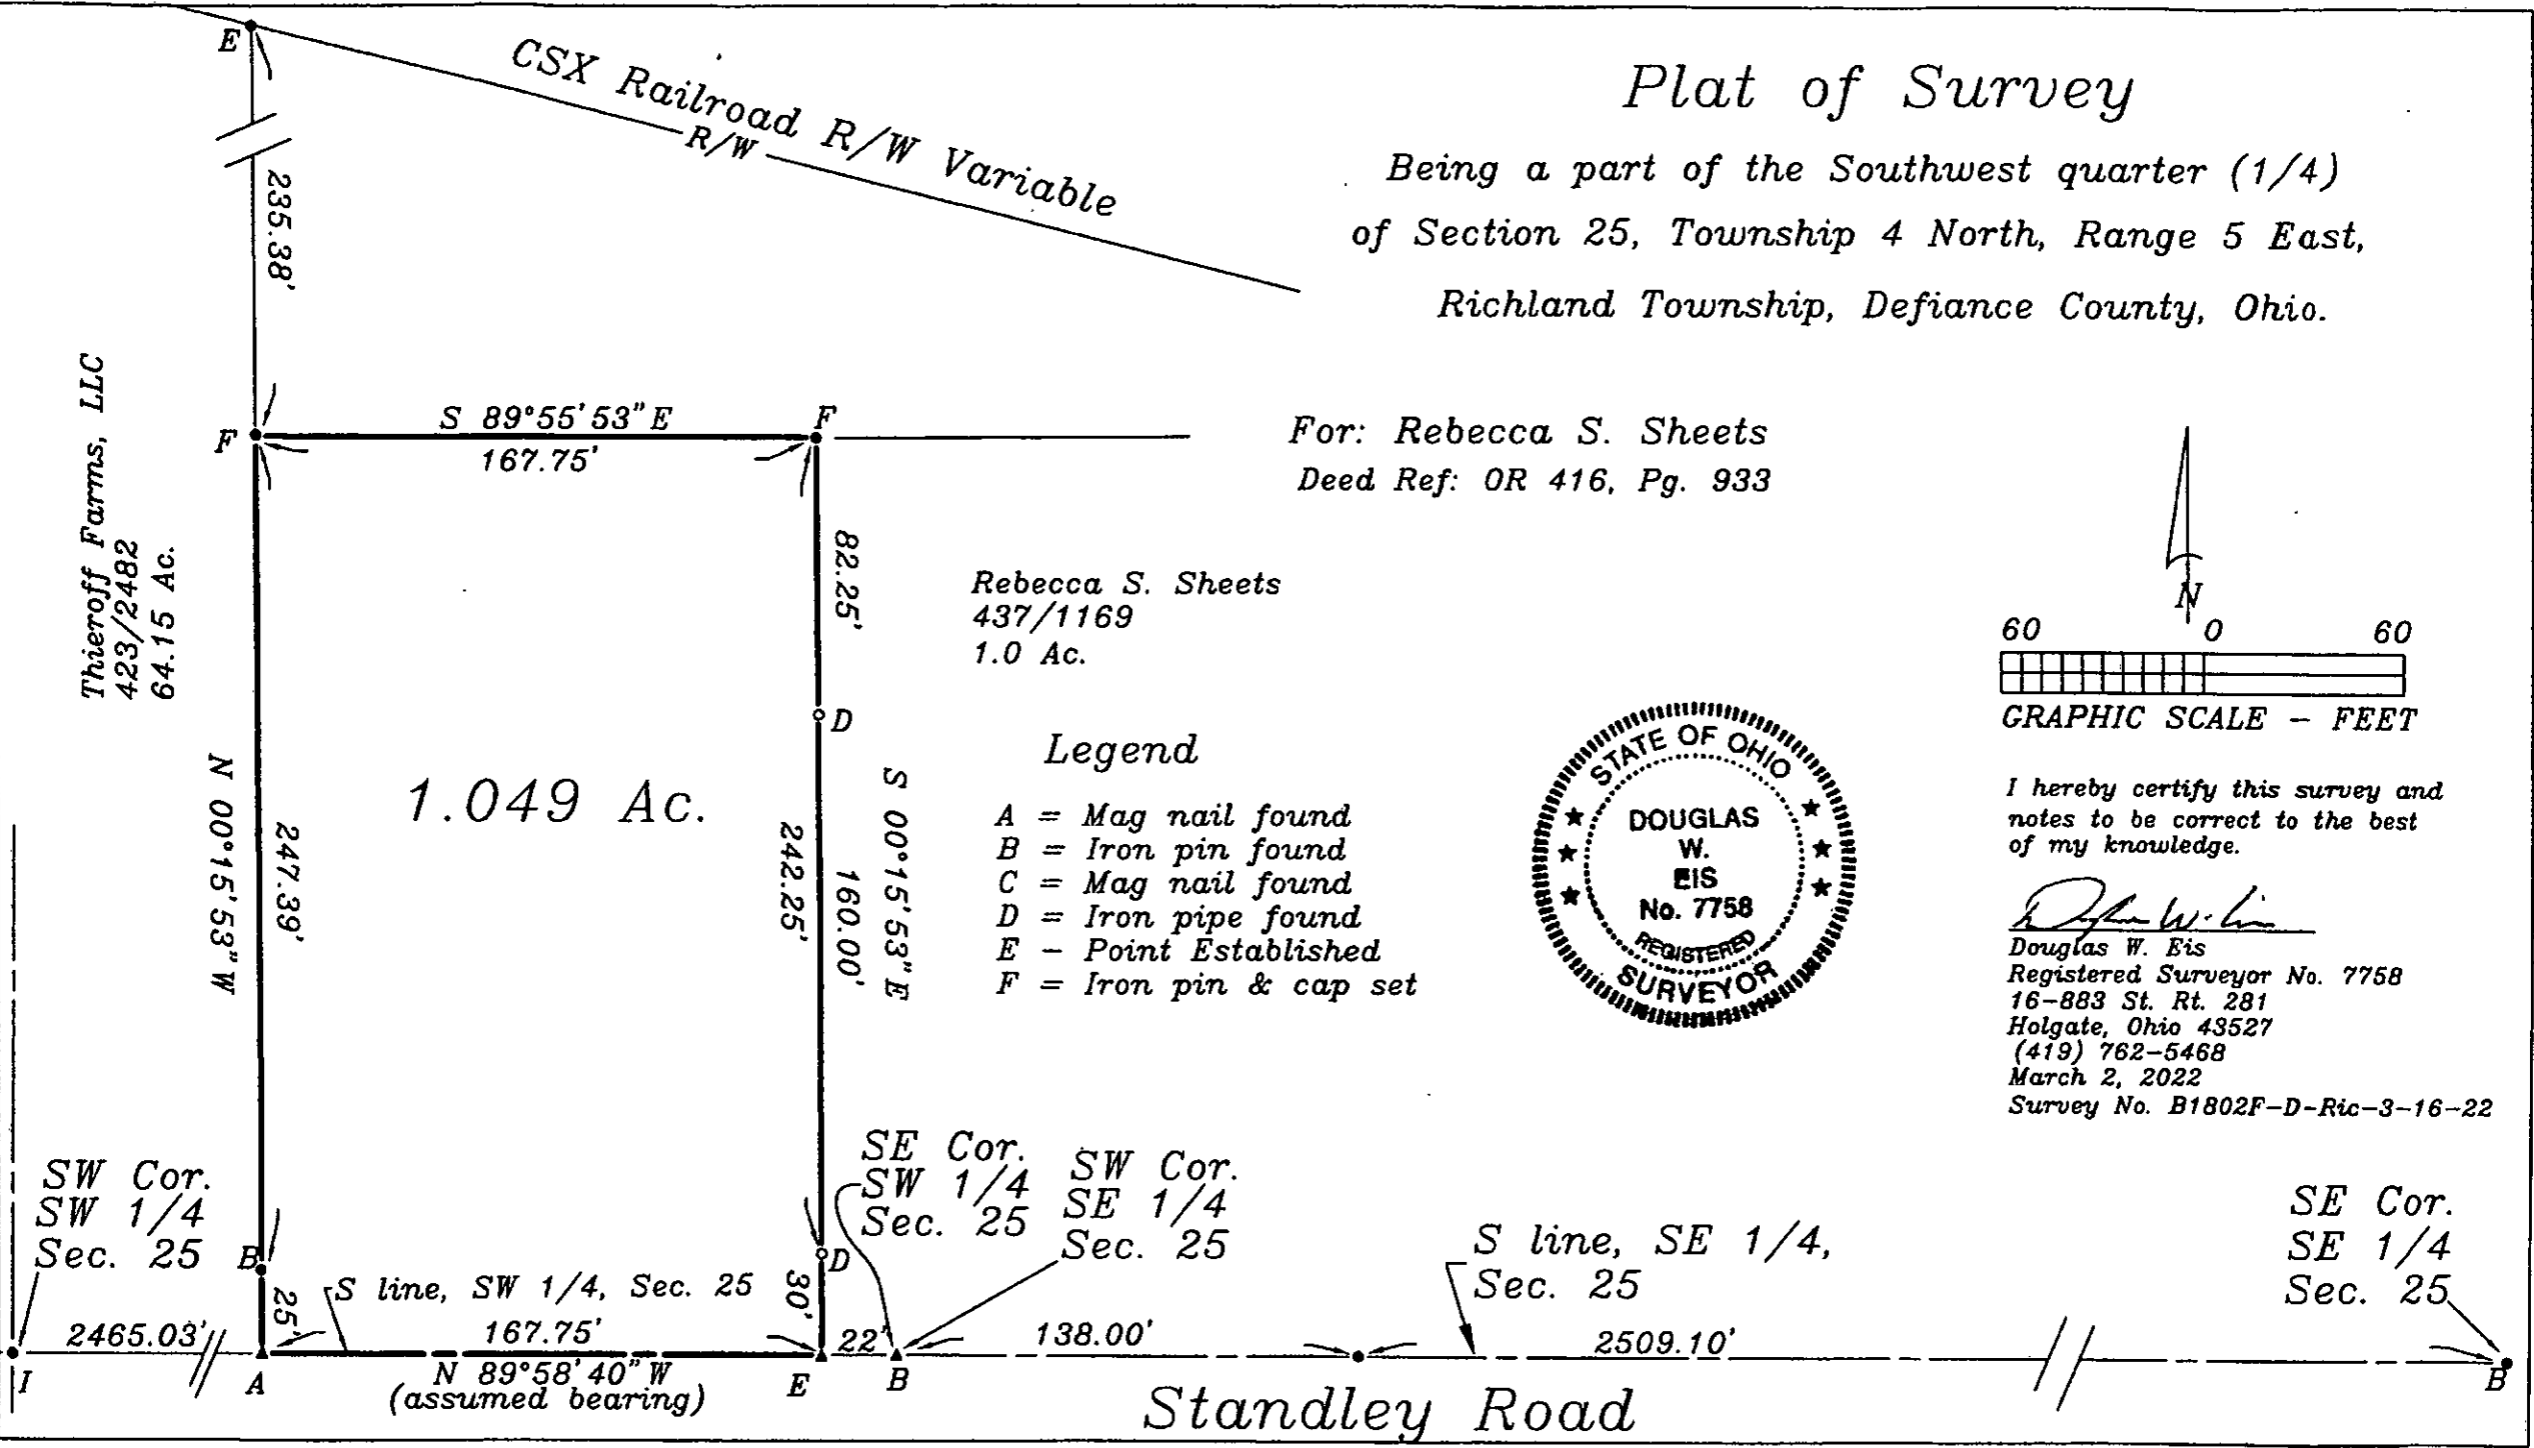 Plat of Survey
Being a part of the Southwest quarter (1/4)
of Section 25, Township 4 North, Range 5 East,
Richland Township, Defiance County, Ohio.
E
CSX Railroad R/W Variable
R/W
235.38'
F
S 89°55'53"E
167.75'
F
For: Rebecca S. Sheets
Deed Ref: OR 416, Pg. 933
Thieroff Farms, LLC
423/2482
64.15 Ac.
N 00°15'53"W
247.39'
1.049 Ac.
82.25'
D
242.25'
160.00'
S 00°15'53"E
Rebecca S. Sheets
437/1169
1.0 Ac.
Legend
A = Mag nail found
B = Iron pin found
C = Mag nail found
D = Iron pipe found
E - Point Established
F = Iron pin & cap set
STATE OF OHIO
DOUGLAS
W.
EIS
No. 7758
REGISTERED
SURVEYOR
N
60 0 60
GRAPHIC SCALE - FEET
I hereby certify this survey and
notes to be correct to the best
of my knowledge.
Douglas W. Eis
Registered Surveyor No. 7758
16-883 St. Rt. 281
Holgate, Ohio 43527
(419) 762-5468
March 2, 2022
Survey No. B1802F-D-Ric-3-16-22
SW Cor.
SW 1/4
Sec. 25
B
25'
S line, SW 1/4, Sec. 25
30'
D
SE Cor.
SW 1/4
Sec. 25
SW Cor.
SE 1/4
Sec. 25
S line, SE 1/4,
Sec. 25
SE Cor.
SE 1/4
Sec. 25
2465.03'
167.75'
22'
138.00'
2509.10'
I
A
N 89°58'40"W
(assumed bearing)
E
B
B
Standley Road